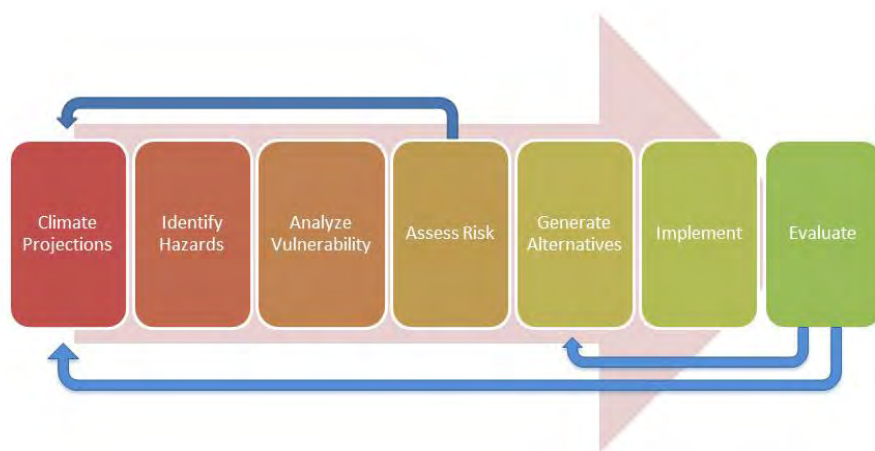 Climate
Projections
Identify
Hazards
Analyze
Vulnerability
Assess Risk
Generate
Alternatives
Implement
Evaluate